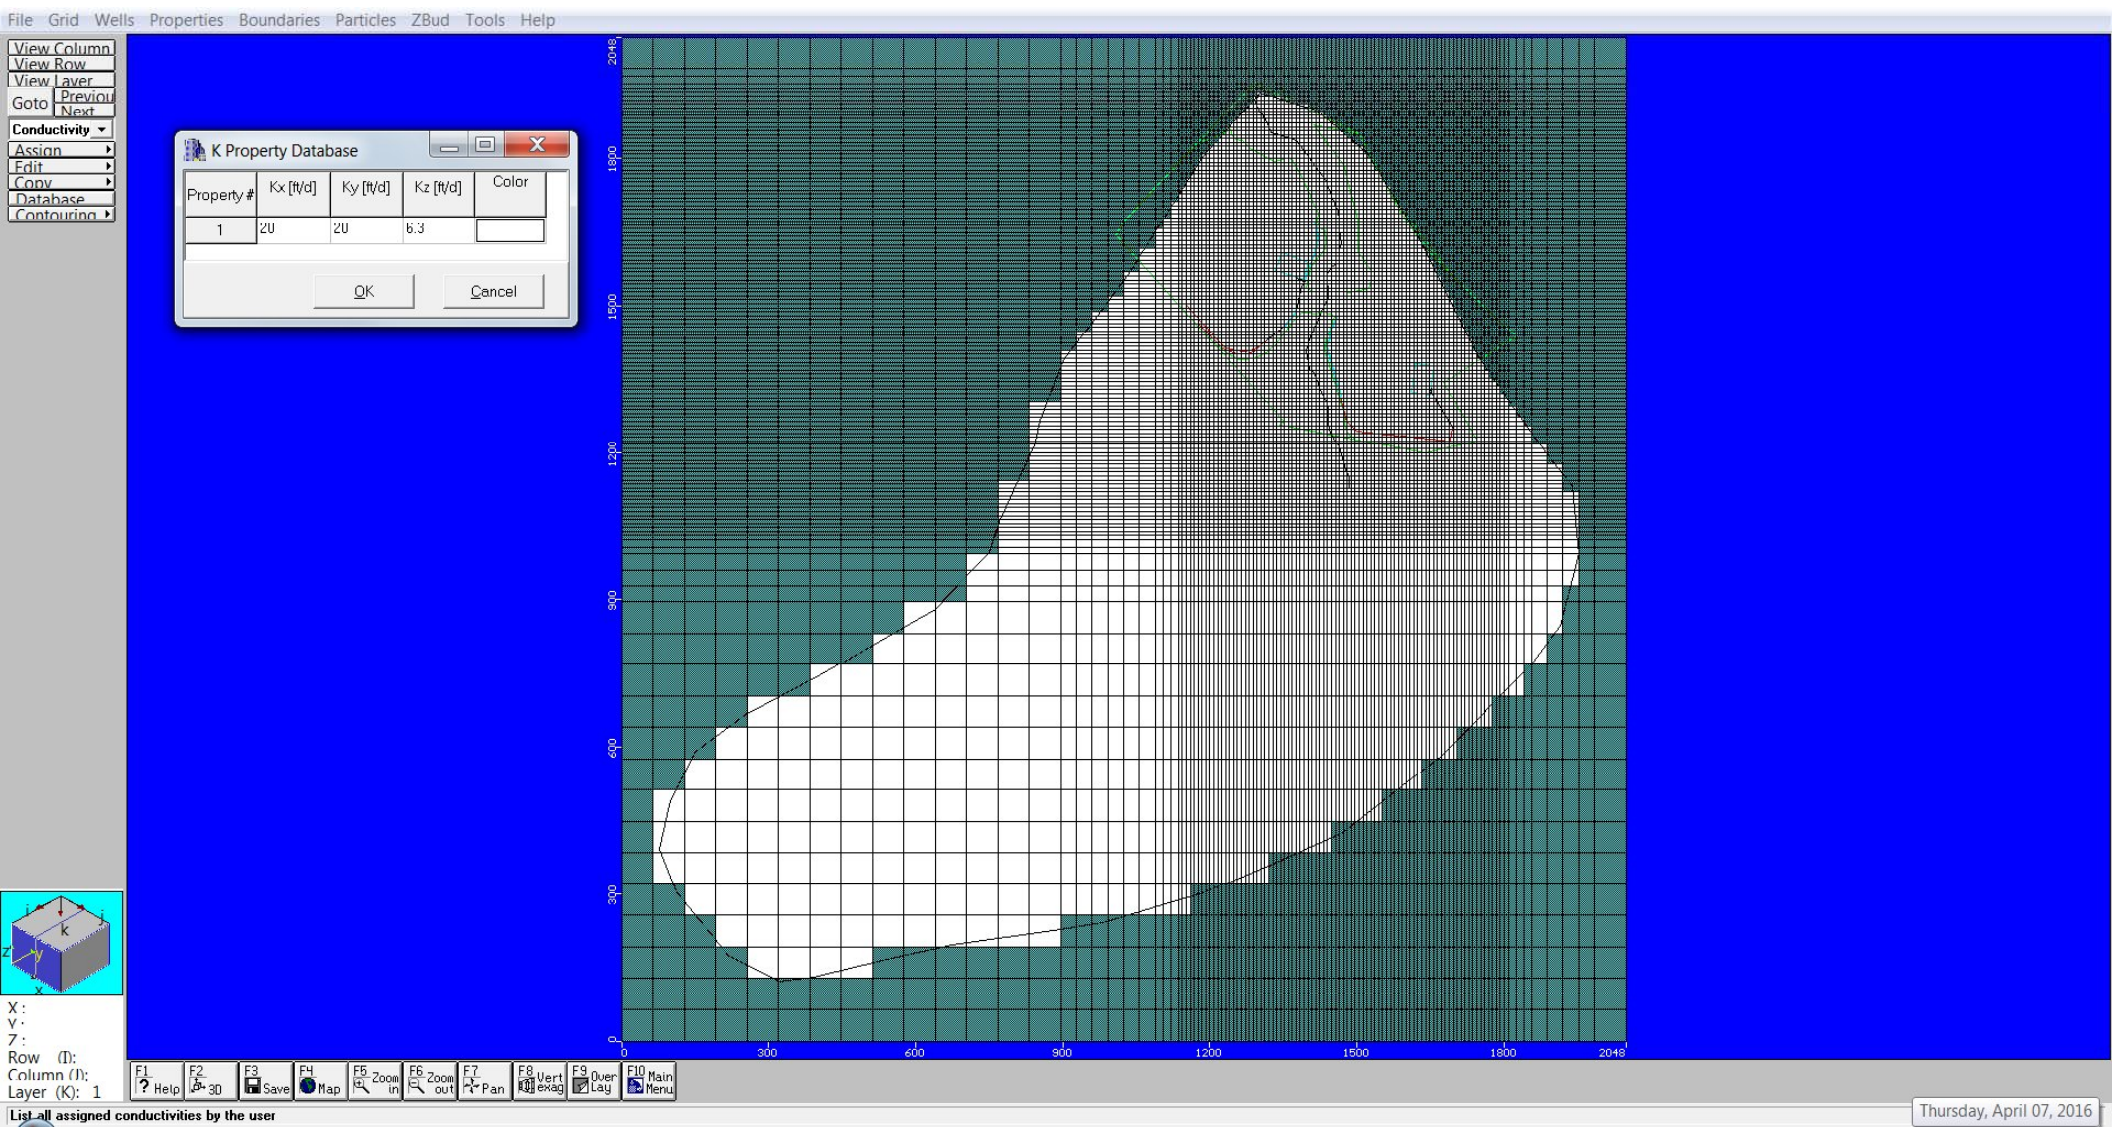 File Grid Wells Properties Boundaries Particles ZBud Tools Help
View Column
View Row
View Layer
Goto
Previou
Next
Conductivity
Assign
Edit
Copy
Database
Contouring
K Property Database
Property # Kx [ft/d] Ky [ft/d] Kz [ft/d] Color
1 20 20 6.3
OK Cancel
2048
1800
1500
1200
900
600
300
0
0 300 600 900 1200 1500 1800 2048
i j
k
z y
x
X :
Y :
Z :
Row (I):
Column (J):
Layer (K): 1
F1 ? Help
F2 3D
F3 Save
F4 Map
F5 Zoom in
F6 Zoom out
F7 Pan
F8 Vert exag
F9 Over Lay
F10 Main Menu
List all assigned conductivities by the user
Thursday, April 07, 2016